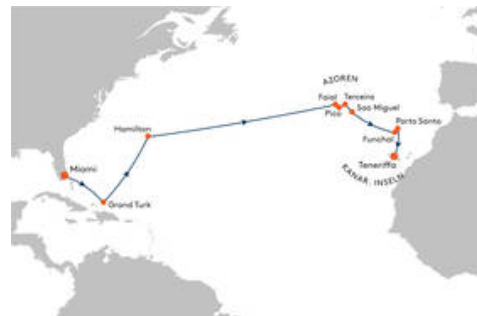 AZOREN
Faial
Terceira
Pico
Sao Miguel
Hamilton
Porto Santo
Funchal
Teneriffa
KANAR. INSELN
Miami
Grand Turk